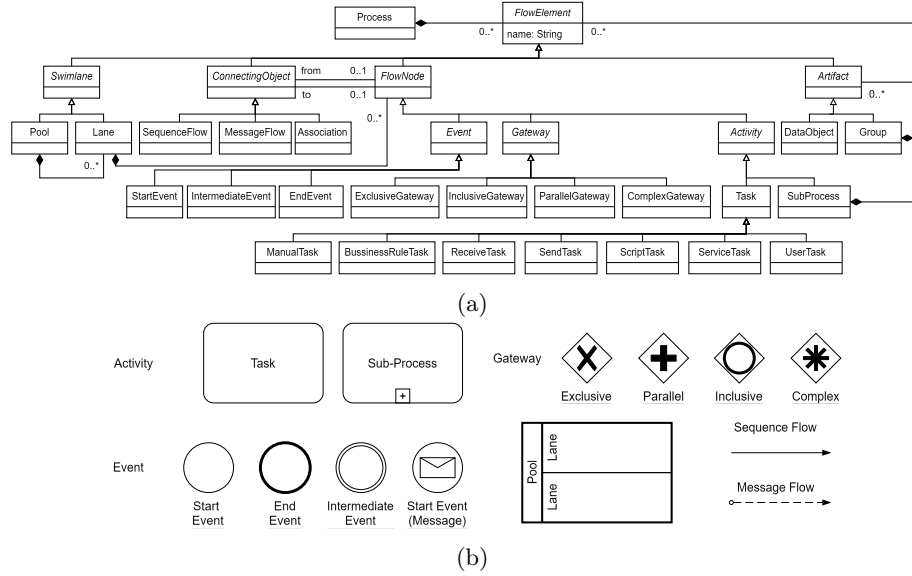 Process
FlowElement
name: String
0..*
0..*
Swimlane
ConnectingObject
from
0..1
to
0..1
FlowNode
Artifact
0..*
0..*
Pool
Lane
0..*
SequenceFlow
MessageFlow
Association
Event
Gateway
Activity
DataObject
Group
StartEvent
IntermediateEvent
EndEvent
ExclusiveGateway
InclusiveGateway
ParallelGateway
ComplexGateway
Task
SubProcess
ManualTask
BussinessRuleTask
ReceiveTask
SendTask
ScriptTask
ServiceTask
UserTask
(a)
Activity
Task
Sub-Process
Gateway
Exclusive
Parallel
Inclusive
Complex
Event
Start
Event
End
Event
Intermediate
Event
Start Event
(Message)
Pool
Lane
Lane
Sequence Flow
Message Flow
(b)